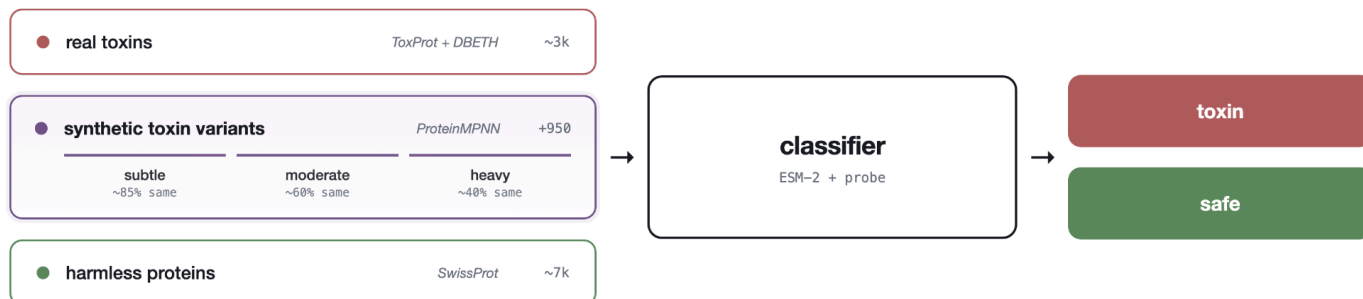 real toxins ToxProt + DBETH ~3k
synthetic toxin variants ProteinMPNN +950
subtle moderate heavy
~85% same ~60% same ~40% same
harmless proteins SwissProt ~7k
→
classifier
ESM-2 + probe
→
toxin
safe